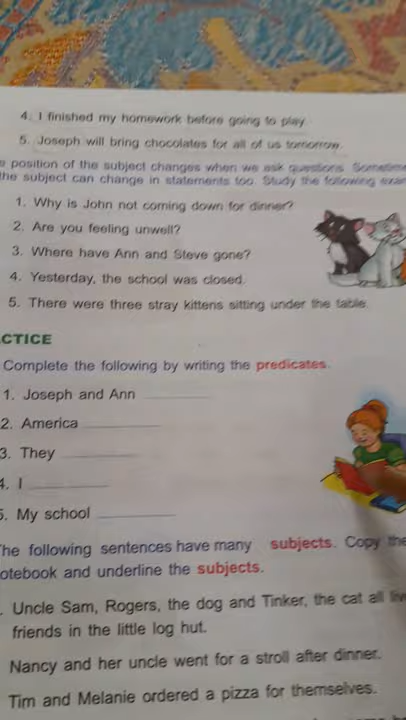 4. I finished my homework before going to play.
5. Joseph will bring chocolates for all of us tomorrow.
position of the subject changes when we ask questions. Sometime
the subject can change in statements too. Study the following exam
1. Why is John not coming down for dinner?
2. Are you feeling unwell?
3. Where have Ann and Steve gone?
4. Yesterday, the school was closed.
5. There were three stray kittens sitting under the table.
CTICE
Complete the following by writing the predicates.
1. Joseph and Ann
2. America
3. They
4. I
5. My school
The following sentences have many subjects. Copy the
otebook and underline the subjects.
Uncle Sam, Rogers, the dog and Tinker, the cat all liv
friends in the little log hut.
Nancy and her uncle went for a stroll after dinner.
Tim and Melanie ordered a pizza for themselves.